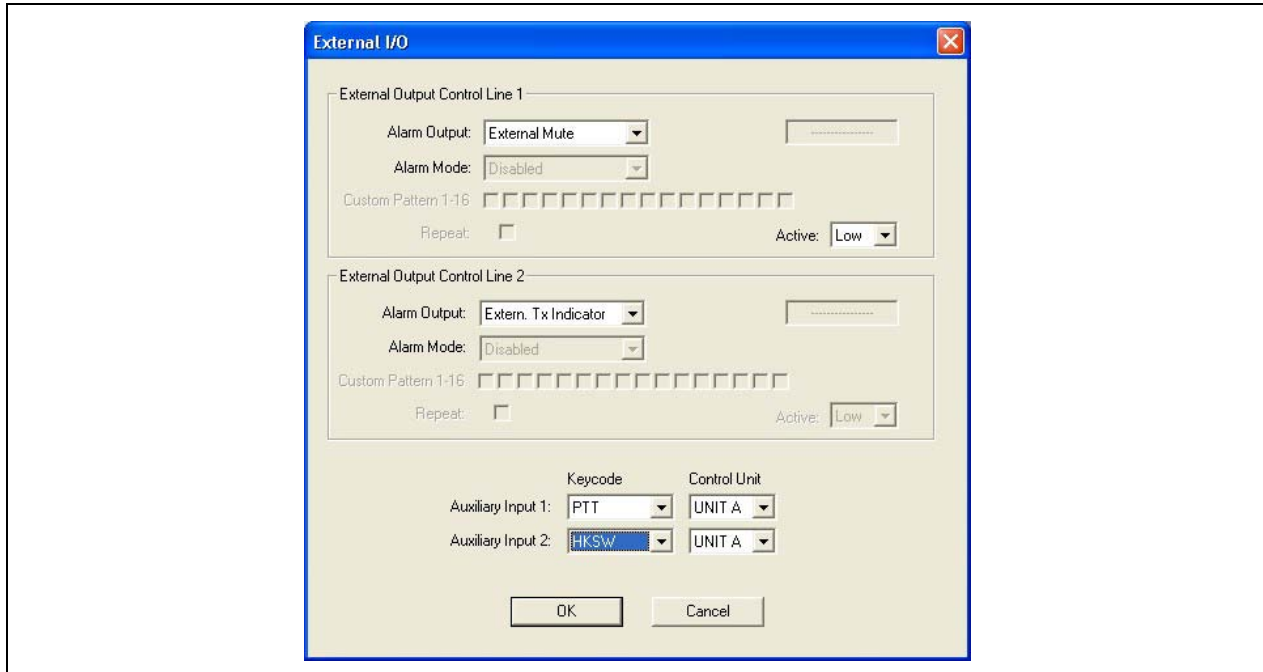 External I/O
External Output Control Line 1
Alarm Output: External Mute
---------------
Alarm Mode: Disabled
Custom Pattern 1-16
Repeat:
Active: Low
External Output Control Line 2
Alarm Output: Extern. Tx Indicator
---------------
Alarm Mode: Disabled
Custom Pattern 1-16
Repeat:
Active: Low
Keycode Control Unit
Auxiliary Input 1: PTT UNIT A
Auxiliary Input 2: HKSW UNIT A
OK Cancel